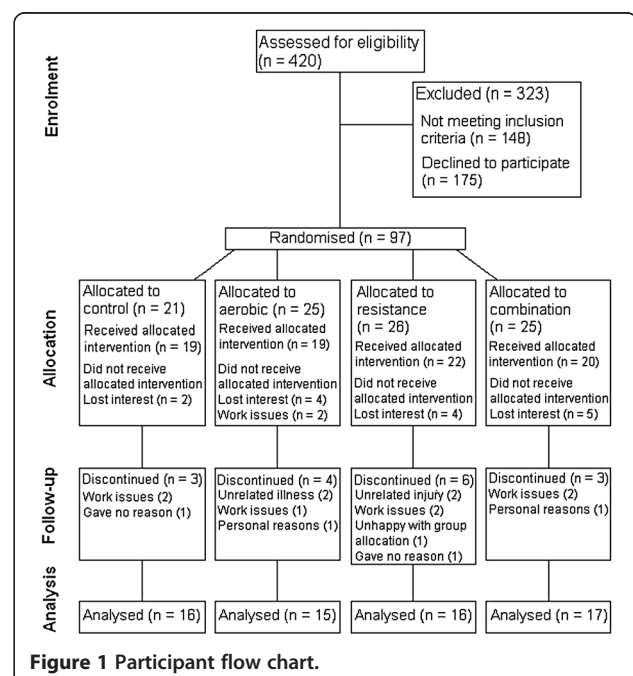 Enrolment
Assessed for eligibility
(n = 420)
Excluded (n = 323)
Not meeting inclusion
criteria (n = 148)
Declined to participate
(n = 175)
Randomised (n = 97)
Allocation
Allocated to
control (n = 21)
Received allocated
intervention (n = 19)
Did not receive
allocated intervention
Lost interest (n = 2)
Allocated to
aerobic (n = 25)
Received allocated
intervention (n = 19)
Did not receive
allocated intervention
Lost interest (n = 4)
Work issues (n = 2)
Allocated to
resistance
(n = 26)
Received allocated
intervention (n = 22)
Did not receive
allocated intervention
Lost interest (n = 4)
Allocated to
combination
(n = 25)
Received allocated
intervention (n = 20)
Did not receive
allocated intervention
Lost interest (n = 5)
Follow-up
Discontinued (n = 3)
Work issues (2)
Gave no reason (1)
Discontinued (n = 4)
Unrelated illness (2)
Work issues (1)
Personal reasons (1)
Discontinued (n = 6)
Unrelated injury (2)
Work issues (2)
Unhappy with group
allocation (1)
Gave no reason (1)
Discontinued (n = 3)
Work issues (2)
Personal reasons (1)
Analysis
Analysed (n = 16)
Analysed (n = 15)
Analysed (n = 16)
Analysed (n = 17)
Figure 1 Participant flow chart.